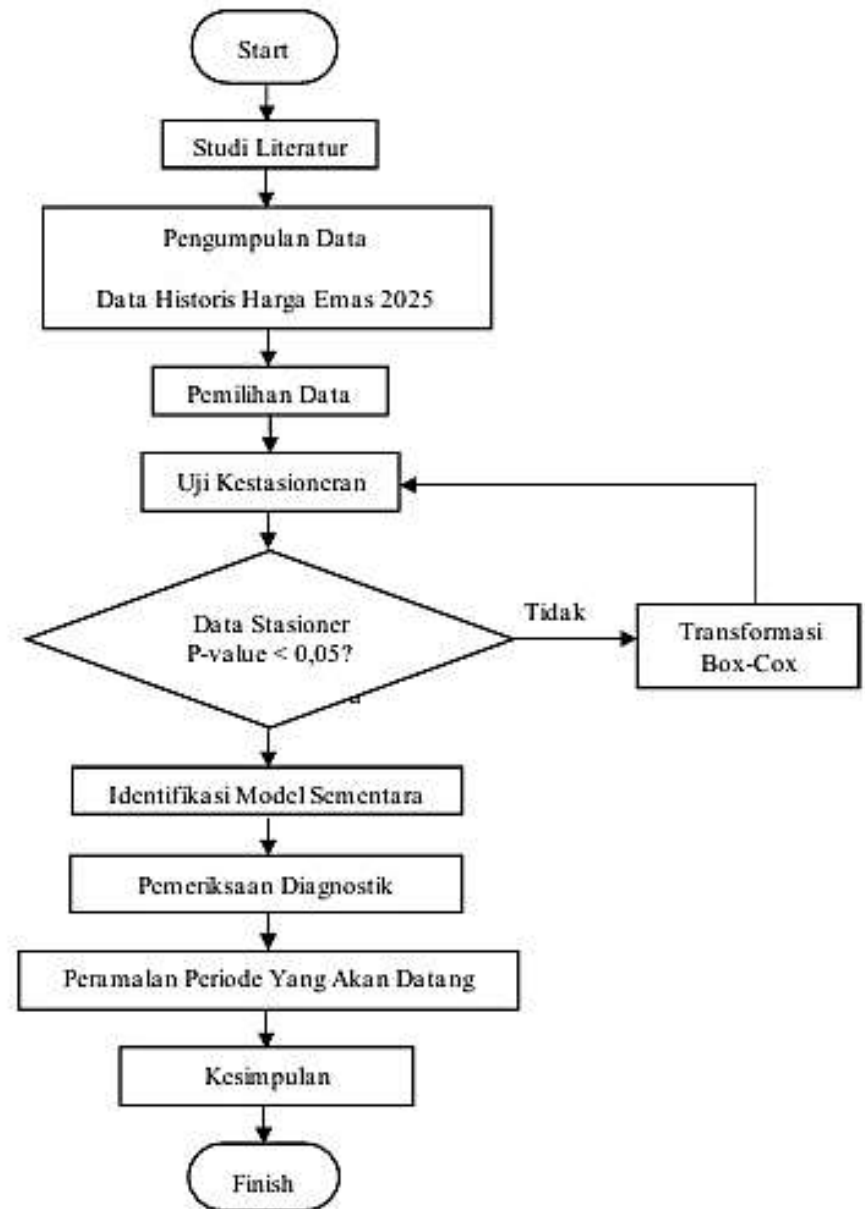 Start
Studi Literatur
Pengumpulan Data
Data Historis Harga Emas 2025
Pemilihan Data
Uji Kestasioneran
Data Stasioner
P-value < 0,05?
Tidak
Transformasi
Box-Cox
Identifikasi Model Sementara
Pemeriksaan Diagnostik
Peramalan Periode Yang Akan Datang
Kesimpulan
Finish